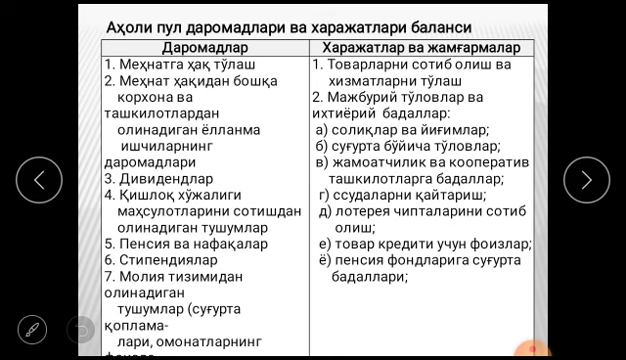 Аҳоли пул даромадлари ва харажатлари баланси
Даромадлар
1. Меҳнатга ҳақ тўлаш
2. Меҳнат ҳақидан бошқа
корхона ва
ташкилотлардан
олинадиган ёлланма
ишчиларнинг
даромадлари
3. Дивидендлар
4. Қишлоқ хўжалиги
маҳсулотларини сотишдан
олинадиган тушумлар
5. Пенсия ва нафақалар
6. Стипендиялар
7. Молия тизимидан
олинадиган
тушумлар (суғурта
қоплама-
лари, омонатларнинг
Харажатлар ва жамғармалар
1. Товарларни сотиб олиш ва
хизматларни тўлаш
2. Мажбурий тўловлар ва
ихтиёрий бадаллар:
а) солиқлар ва йиғимлар;
б) суғурта бўйича тўловлар;
в) жамоатчилик ва кооператив
ташкилотларга бадаллар;
г) ссудаларни қайтариш;
д) лотерея чипталарини сотиб
олиш;
е) товар кредити учун фоизлар;
ё) пенсия фондларига суғурта
бадаллари;